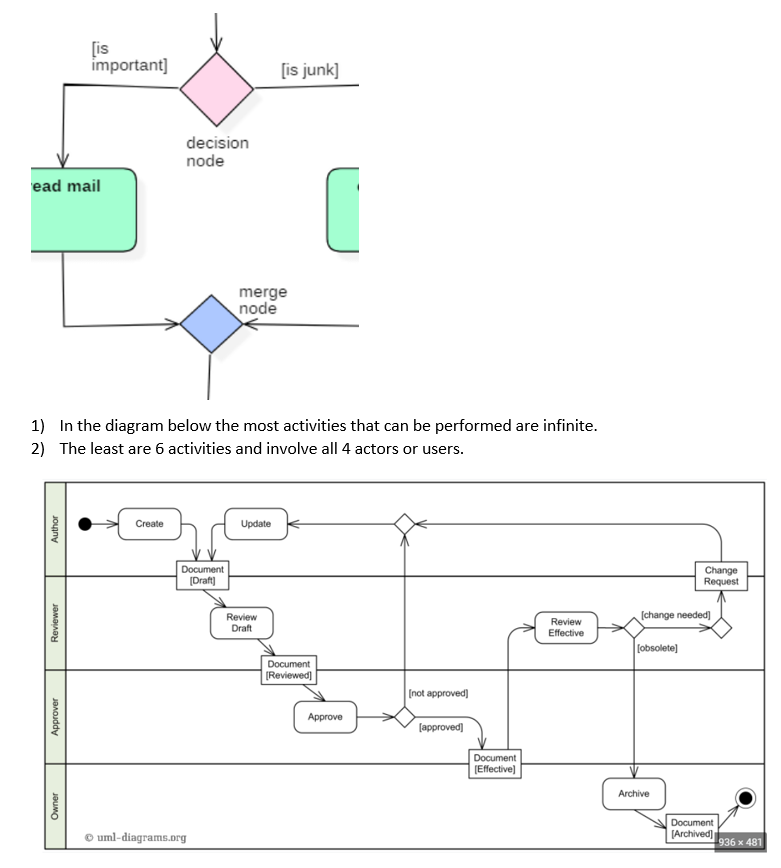 [is
important]
[is junk]
decision
node
ead mail
merge
node
1) In the diagram below the most activities that can be performed are infinite.
2) The least are 6 activities and involve all 4 actors or users.
Author
Create
Update
Document
[Draft]
Change
Request
Reviewer
Review
Draft
Review
Effective
[change needed]
[obsolete]
Document
[Reviewed]
Approver
Approve
[not approved]
[approved]
Document
[Effective]
Owner
Archive
Document
[Archived]
© uml-diagrams.org
936 × 481